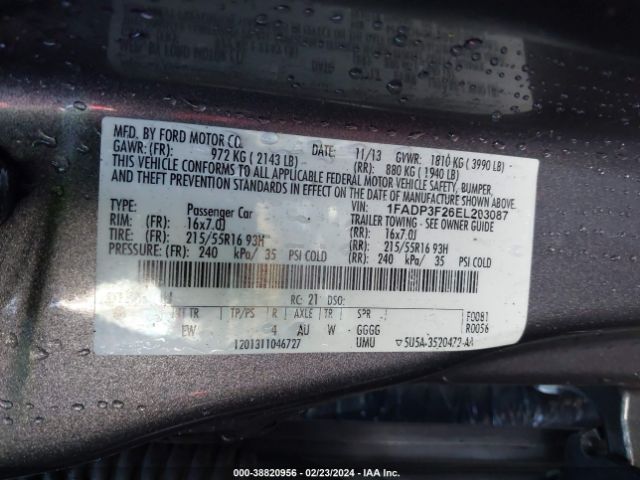 MFD. BY FORD MOTOR CO.
DATE: 11/13 GVWR: 1810 KG ( 3990 LB)
GAWR: (FR) 972 KG ( 2143 LB) (RR) 880 KG ( 1940 LB)
THIS VEHICLE CONFORMS TO ALL APPLICABLE FEDERAL MOTOR VEHICLE SAFETY, BUMPER,
AND THEFT PREVENTION STANDARDS IN EFFECT ON THE DATE OF MANUFACTURE SHOWN ABOVE.
VIN: 1FADP3F26EL203087
TYPE: Passenger Car TRAILER TOWING - SEE OWNER GUIDE
RIM: (FR) 16x7.0J (RR) 16x7.0J
TIRE: (FR) 215/55R16 93H (RR) 215/55R16 93H
PRESSURE: (FR) 240 kPa/ 35 PSI COLD (RR) 240 kPa/ 35 PSI COLD
RC: 21 DSO:
TR TP/PS R AXLE TR SPR F0081
EW 4 AU W GGGG R0056
1201311046727 UMU 5U5A-3520472-AA
000-38820956 - 02/23/2024 - IAA Inc.